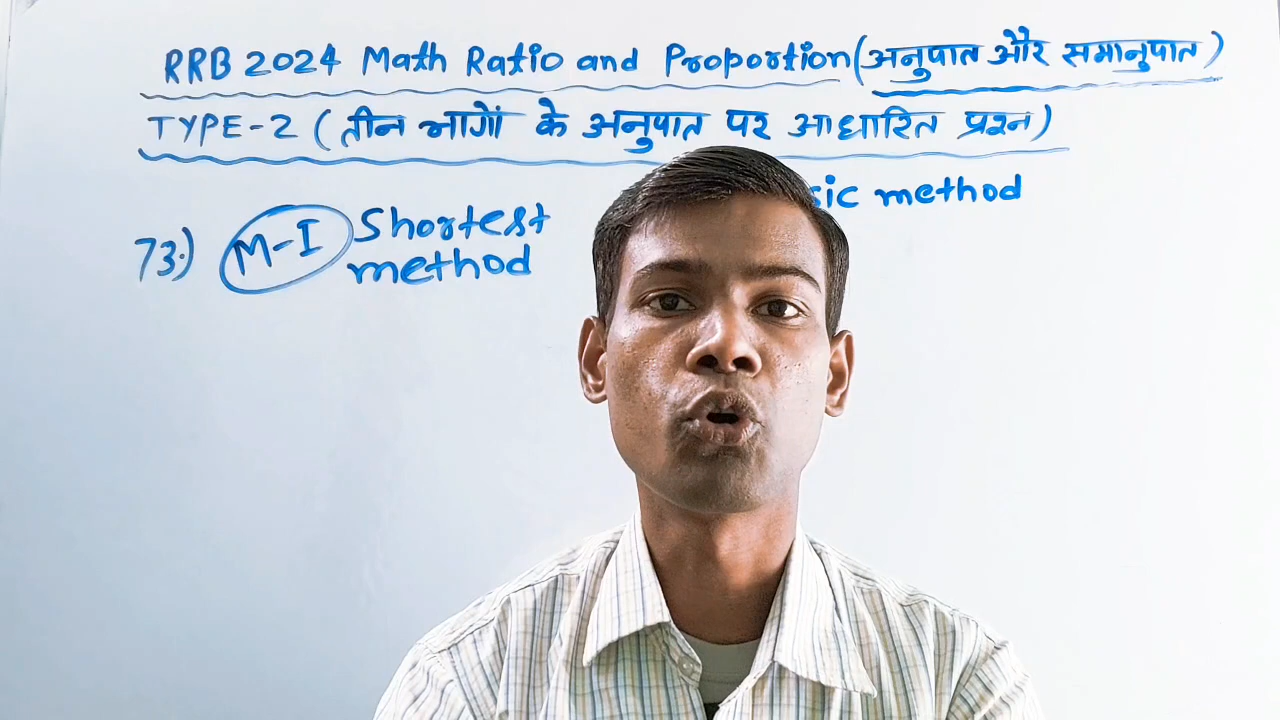 RRB 2024 Math Ratio and Proportion (अनुपात और समानुपात)
TYPE-2 (तीन भागों के अनुपात पर आधारित प्रश्न)
73.) M-I Shortest method
method